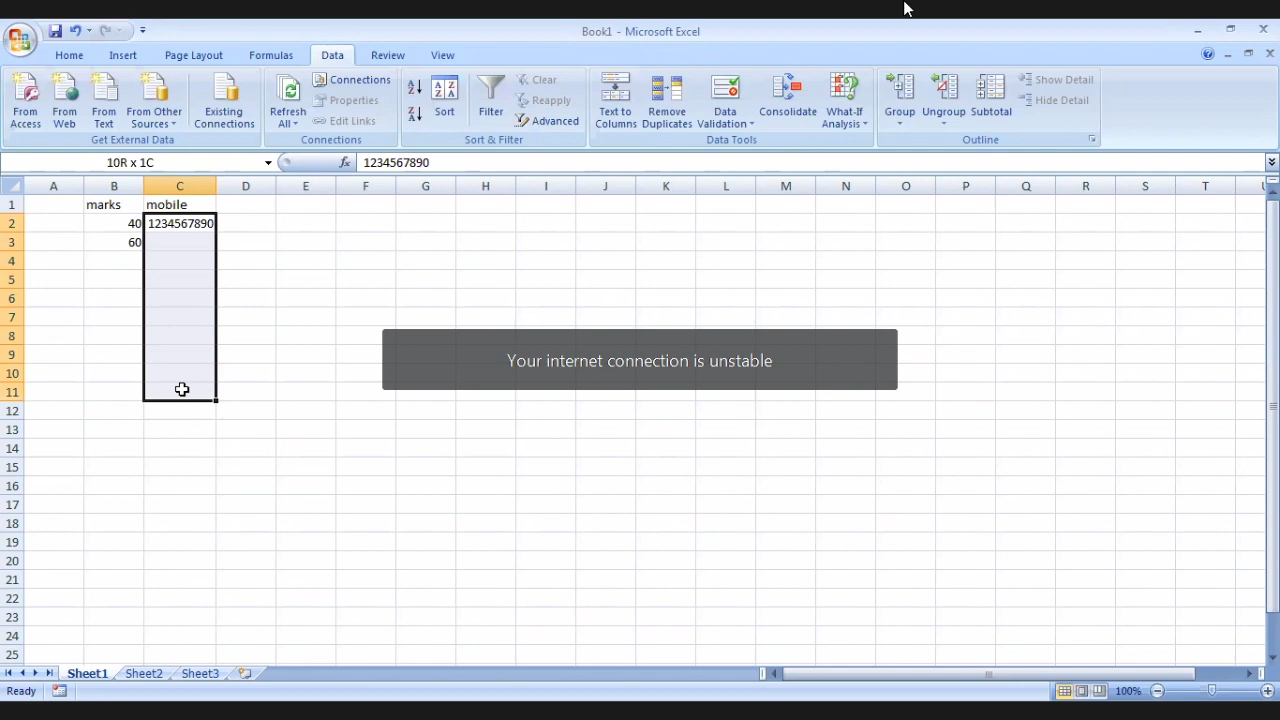 Book1 - Microsoft Excel
Home Insert Page Layout Formulas Data Review View
From Access
From Web
From Text
From Other Sources
Existing Connections
Get External Data
Refresh All
Connections
Properties
Edit Links
Connections
Sort
Filter
Clear
Reapply
Advanced
Sort & Filter
Text to Columns
Remove Duplicates
Data Validation
Consolidate
What-If Analysis
Data Tools
Group
Ungroup
Subtotal
Show Detail
Hide Detail
Outline
10R x 1C fx 1234567890
A B C D E F G H I J K L M N O P Q R S T U
1 marks mobile
2 40 1234567890
3 60
4
5
6
7
8
Your internet connection is unstable
9
10
11
12
13
14
15
16
17
18
19
20
21
22
23
24
25
Sheet1 Sheet2 Sheet3
Ready 100%